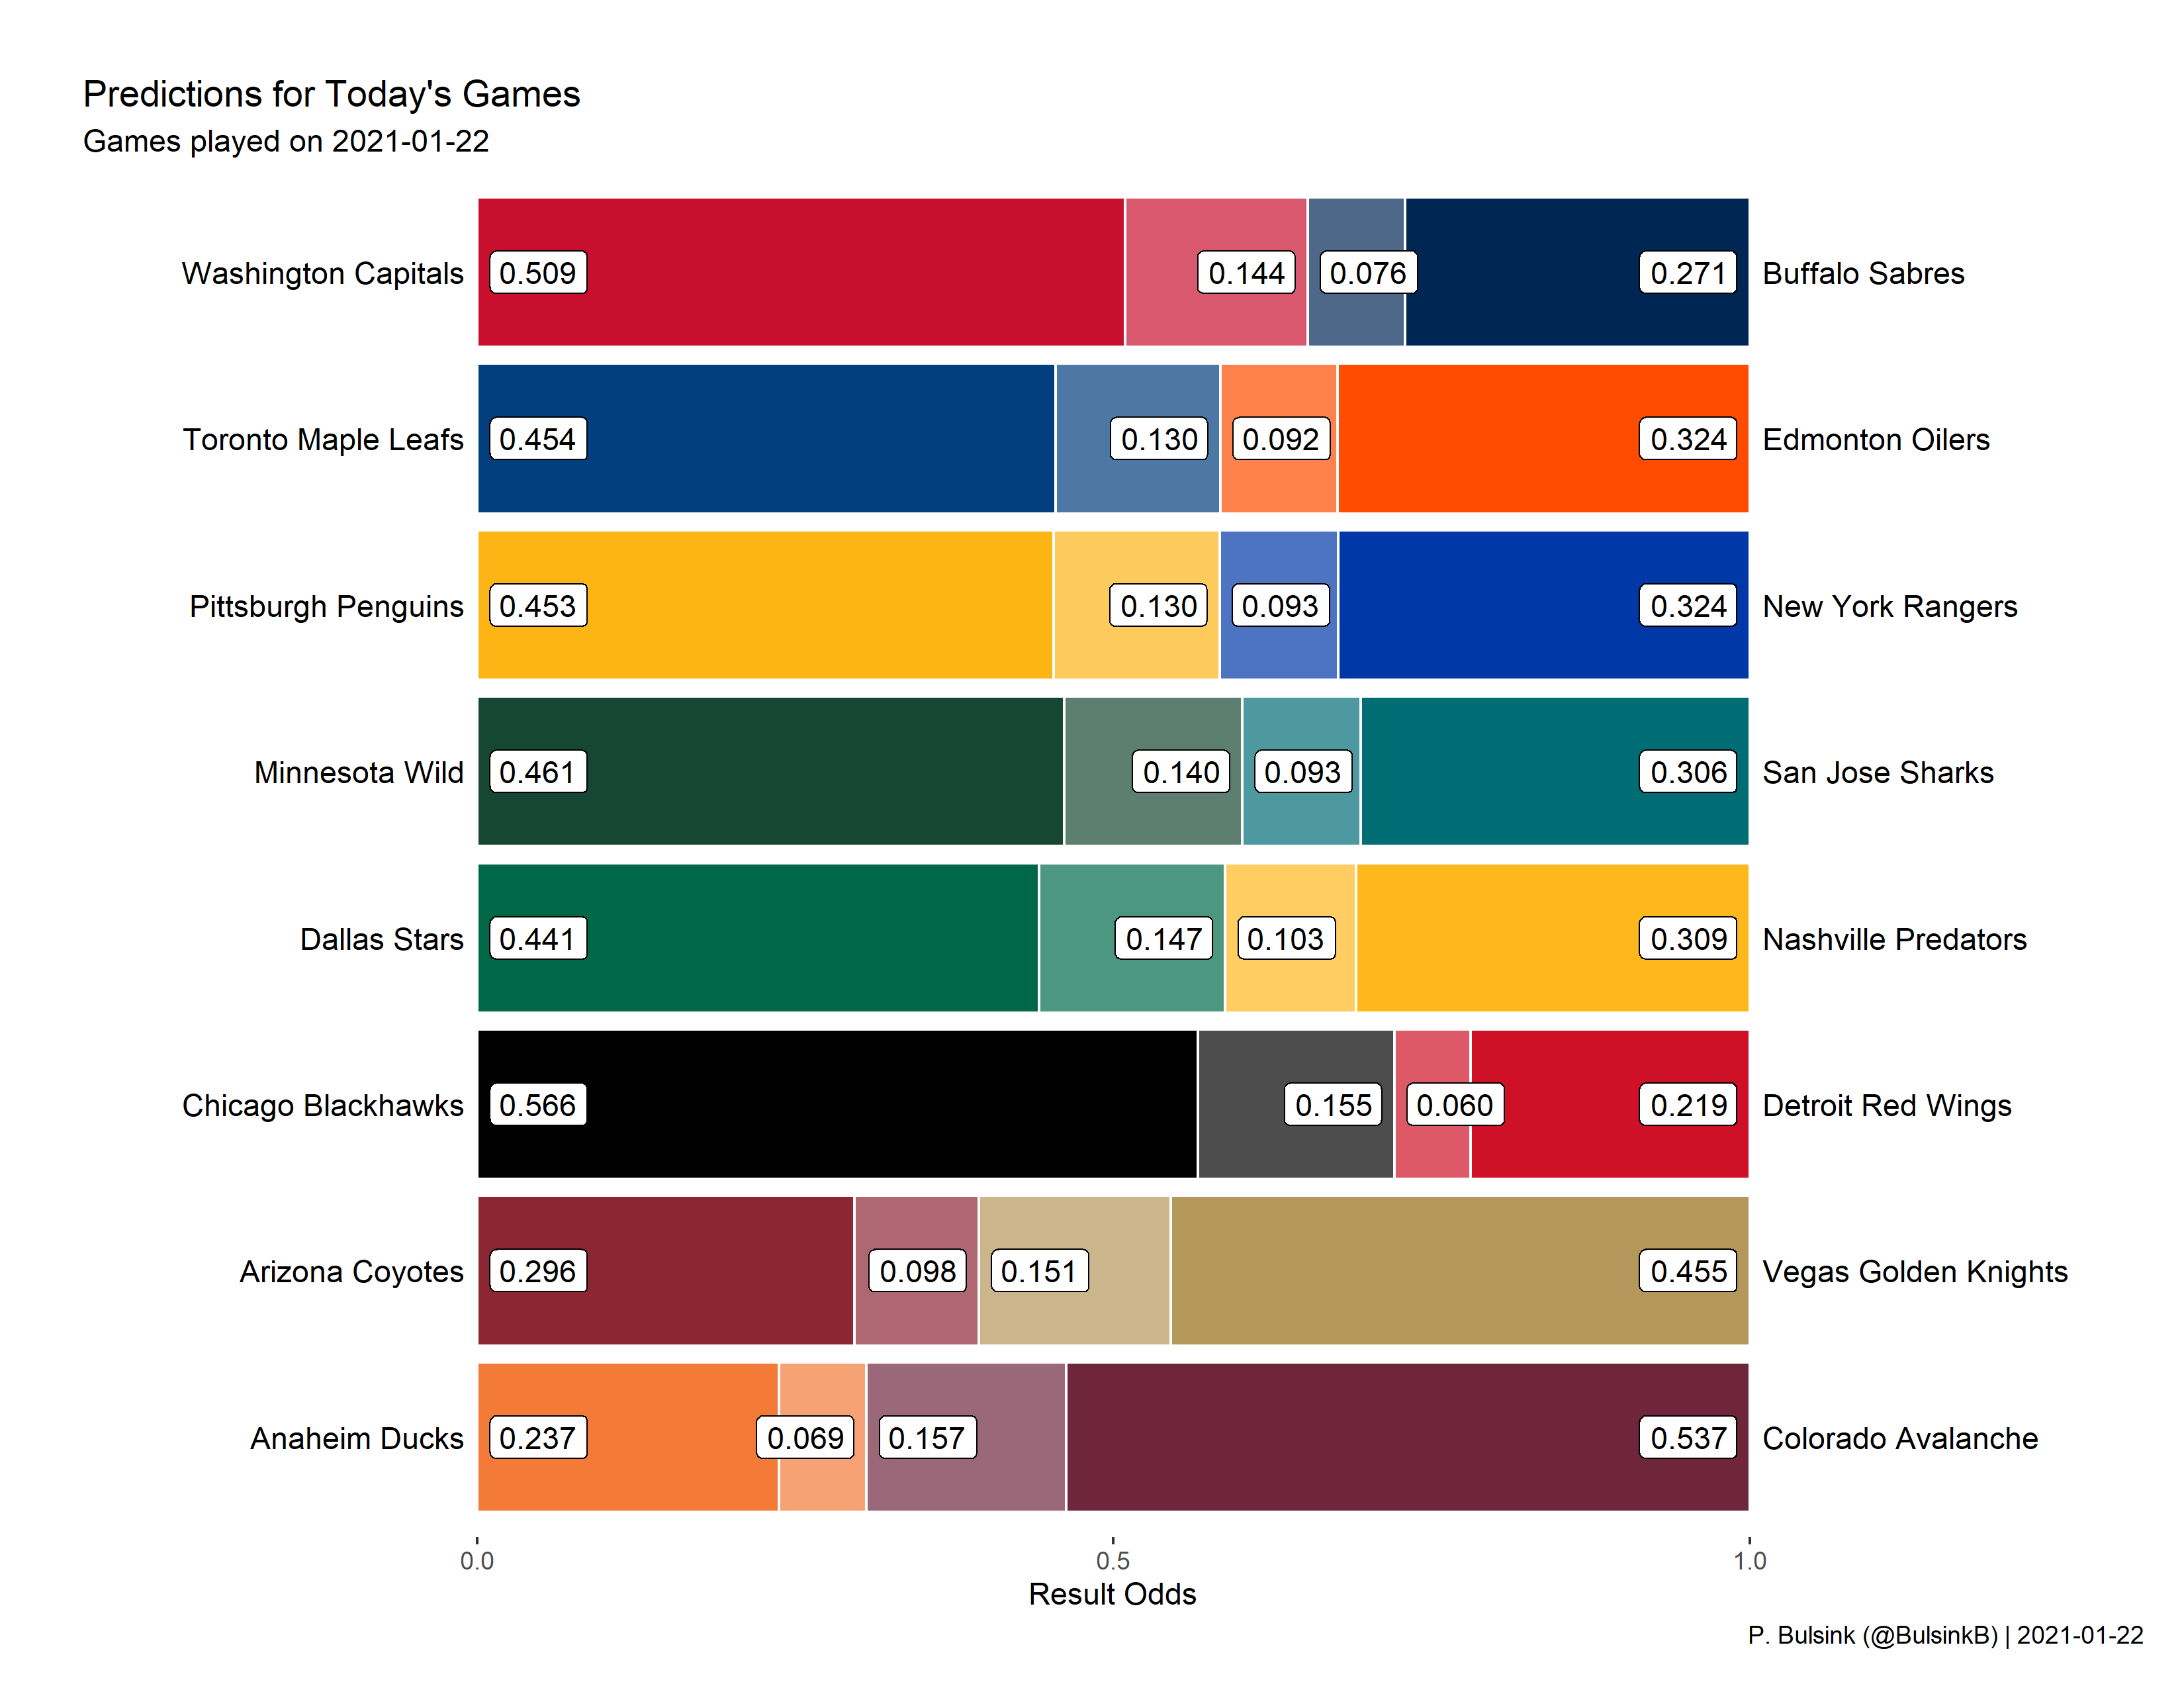 Predictions for Today's Games
Games played on 2021-01-22
Washington Capitals 0.509 0.144 0.076 0.271 Buffalo Sabres
Toronto Maple Leafs 0.454 0.130 0.092 0.324 Edmonton Oilers
Pittsburgh Penguins 0.453 0.130 0.093 0.324 New York Rangers
Minnesota Wild 0.461 0.140 0.093 0.306 San Jose Sharks
Dallas Stars 0.441 0.147 0.103 0.309 Nashville Predators
Chicago Blackhawks 0.566 0.155 0.060 0.219 Detroit Red Wings
Arizona Coyotes 0.296 0.098 0.151 0.455 Vegas Golden Knights
Anaheim Ducks 0.237 0.069 0.157 0.537 Colorado Avalanche
0.0 0.5 1.0
Result Odds
P. Bulsink (@BulsinkB) | 2021-01-22